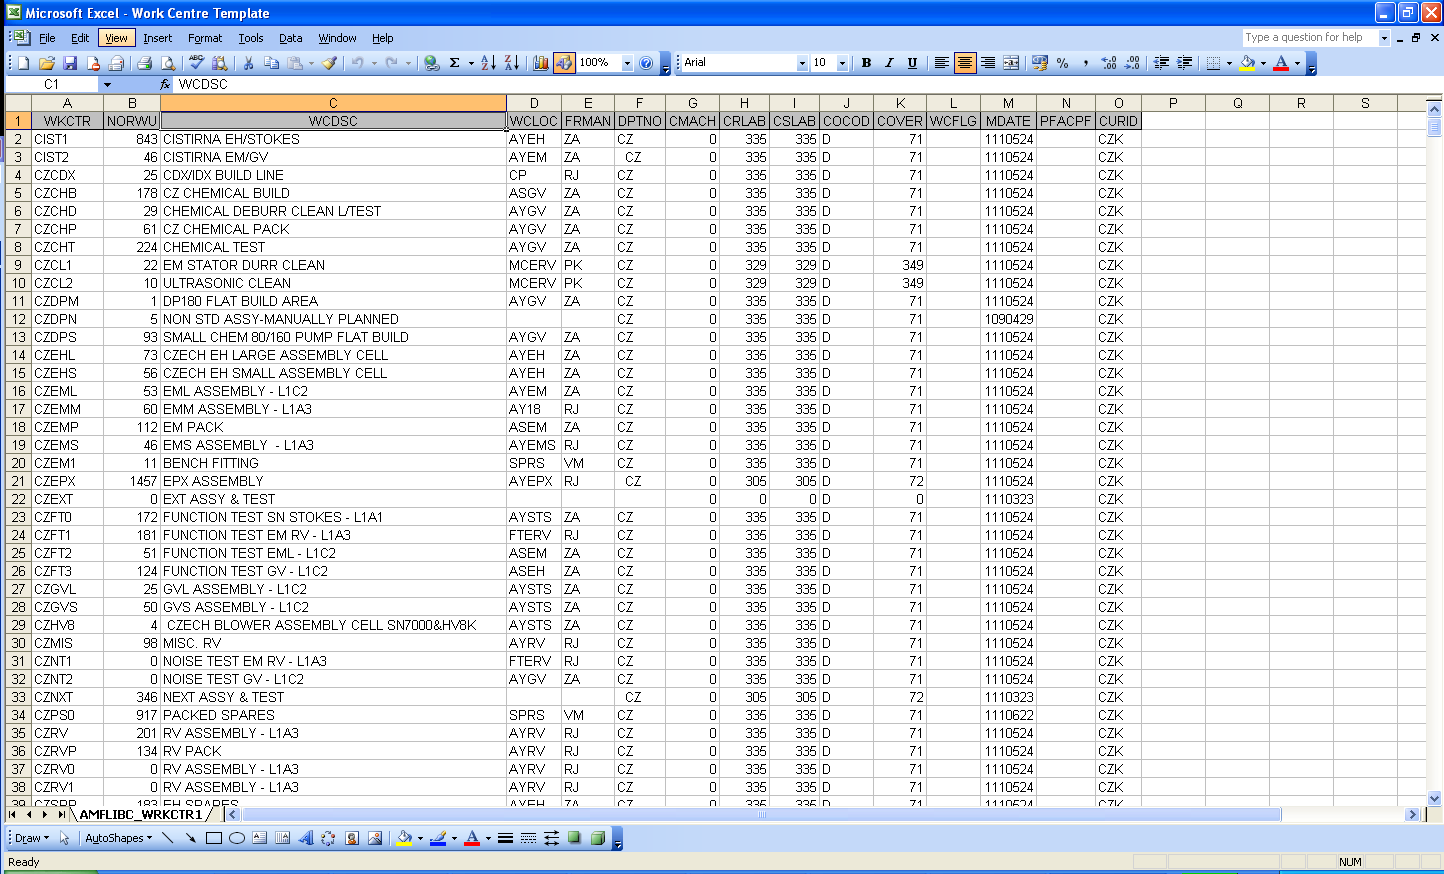 Microsoft Excel - Work Centre Template
File Edit View Insert Format Tools Data Window Help Type a question for help
100% Arial 10 B I U
C1 fx WCDSC
A B C D E F G H I J K L M N O P Q R S
1 WKCTR NORWU WCDSC WCLOC FRMAN DPTNO CMACH CRLAB CSLAB COCOD COVER WCFLG MDATE PFACPF CURID
2 CIST1 843 CISTIRNA EH/STOKES AYEH ZA CZ 0 335 335 D 71 1110524 CZK
3 CIST2 46 CISTIRNA EM/GV AYEM ZA CZ 0 335 335 D 71 1110524 CZK
4 CZCDX 25 CDX/IDX BUILD LINE CP RJ CZ 0 335 335 D 71 1110524 CZK
5 CZCHB 178 CZ CHEMICAL BUILD ASGV ZA CZ 0 335 335 D 71 1110524 CZK
6 CZCHD 29 CHEMICAL DEBURR CLEAN L/TEST AYGV ZA CZ 0 335 335 D 71 1110524 CZK
7 CZCHP 61 CZ CHEMICAL PACK AYGV ZA CZ 0 335 335 D 71 1110524 CZK
8 CZCHT 224 CHEMICAL TEST AYGV ZA CZ 0 335 335 D 71 1110524 CZK
9 CZCL1 22 EM STATOR DURR CLEAN MCERV PK CZ 0 329 329 D 349 1110524 CZK
10 CZCL2 10 ULTRASONIC CLEAN MCERV PK CZ 0 329 329 D 349 1110524 CZK
11 CZDPM 1 DP180 FLAT BUILD AREA AYGV ZA CZ 0 335 335 D 71 1110524 CZK
12 CZDPN 5 NON STD ASSY-MANUALLY PLANNED CZ 0 335 335 D 71 1090429 CZK
13 CZDPS 93 SMALL CHEM 80/160 PUMP FLAT BUILD AYGV ZA CZ 0 335 335 D 71 1110524 CZK
14 CZEHL 73 CZECH EH LARGE ASSEMBLY CELL AYEH ZA CZ 0 335 335 D 71 1110524 CZK
15 CZEHS 56 CZECH EH SMALL ASSEMBLY CELL AYEH ZA CZ 0 335 335 D 71 1110524 CZK
16 CZEML 53 EML ASSEMBLY - L1C2 AYEM ZA CZ 0 335 335 D 71 1110524 CZK
17 CZEMM 60 EMM ASSEMBLY - L1A3 AY18 RJ CZ 0 335 335 D 71 1110524 CZK
18 CZEMP 112 EM PACK ASEM ZA CZ 0 335 335 D 71 1110524 CZK
19 CZEMS 46 EMS ASSEMBLY - L1A3 AYEMS RJ CZ 0 335 335 D 71 1110524 CZK
20 CZEM1 11 BENCH FITTING SPRS VM CZ 0 335 335 D 71 1110524 CZK
21 CZEPX 1457 EPX ASSEMBLY AYEPX RJ CZ 0 305 305 D 72 1110524 CZK
22 CZEXT 0 EXT ASSY & TEST 0 0 0 D 0 1110323 CZK
23 CZFT0 172 FUNCTION TEST SN STOKES - L1A1 AYSTS ZA CZ 0 335 335 D 71 1110524 CZK
24 CZFT1 181 FUNCTION TEST EM RV - L1A3 FTERV RJ CZ 0 335 335 D 71 1110524 CZK
25 CZFT2 51 FUNCTION TEST EML - L1C2 ASEM ZA CZ 0 335 335 D 71 1110524 CZK
26 CZFT3 124 FUNCTION TEST GV - L1C2 ASEH ZA CZ 0 335 335 D 71 1110524 CZK
27 CZGVL 25 GVL ASSEMBLY - L1C2 AYSTS ZA CZ 0 335 335 D 71 1110524 CZK
28 CZGVS 50 GVS ASSEMBLY - L1C2 AYSTS ZA CZ 0 335 335 D 71 1110524 CZK
29 CZHV8 4 CZECH BLOWER ASSEMBLY CELL SN7000&HV8K AYSTS ZA CZ 0 335 335 D 71 1110524 CZK
30 CZMIS 98 MISC. RV AYRV RJ CZ 0 335 335 D 71 1110524 CZK
31 CZNT1 0 NOISE TEST EM RV - L1A3 FTERV RJ CZ 0 335 335 D 71 1110524 CZK
32 CZNT2 0 NOISE TEST GV - L1C2 AYGV ZA CZ 0 335 335 D 71 1110524 CZK
33 CZNXT 346 NEXT ASSY & TEST CZ 0 305 305 D 72 1110323 CZK
34 CZPS0 917 PACKED SPARES SPRS VM CZ 0 335 335 D 71 1110622 CZK
35 CZRV 201 RV ASSEMBLY - L1A3 AYRV RJ CZ 0 335 335 D 71 1110524 CZK
36 CZRVP 134 RV PACK AYRV RJ CZ 0 335 335 D 71 1110524 CZK
37 CZRV0 0 RV ASSEMBLY - L1A3 AYRV RJ CZ 0 335 335 D 71 1110524 CZK
38 CZRV1 0 RV ASSEMBLY - L1A3 AYRV RJ CZ 0 335 335 D 71 1110524 CZK
39 CZSPP 183 EH SPARES AYEH ZA CZ 0 335 335 D 71 1110524 CZK
AMFLIBC_WRKCTR1
Draw AutoShapes
Ready NUM